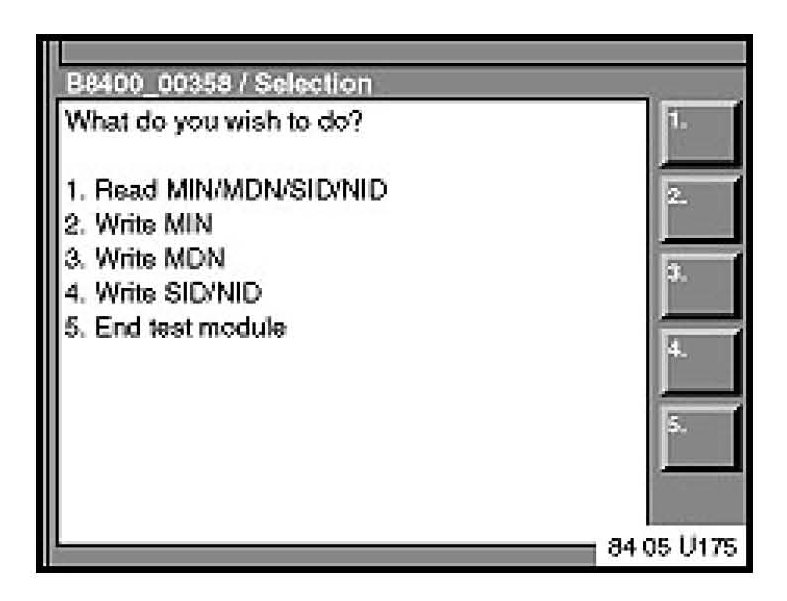 B8400_00358 / Selection
What do you wish to do?
1. Read MIN/MDN/SID/NID
2. Write MIN
3. Write MDN
4. Write SID/NID
5. End test module
1.
2.
3.
4.
5.
84 05 U175